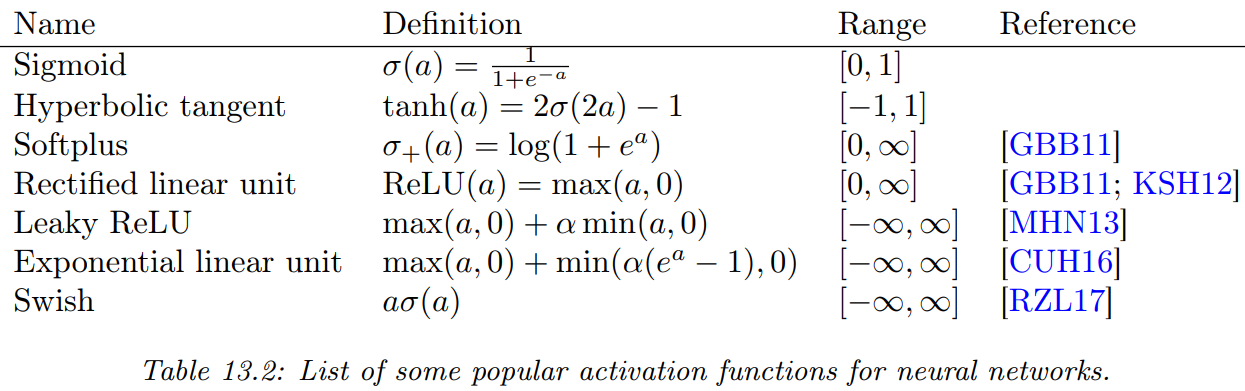 Name Definition Range Reference
Sigmoid σ(a) = 1/(1+e^{−a}) [0, 1]
Hyperbolic tangent tanh(a) = 2σ(2a) − 1 [−1, 1]
Softplus σ₊(a) = log(1 + e^a) [0, ∞] [GBB11]
Rectified linear unit ReLU(a) = max(a, 0) [0, ∞] [GBB11; KSH12]
Leaky ReLU max(a, 0) + α min(a, 0) [−∞, ∞] [MHN13]
Exponential linear unit max(a, 0) + min(α(e^a − 1), 0) [−∞, ∞] [CUH16]
Swish aσ(a) [−∞, ∞] [RZL17]
Table 13.2: List of some popular activation functions for neural networks.